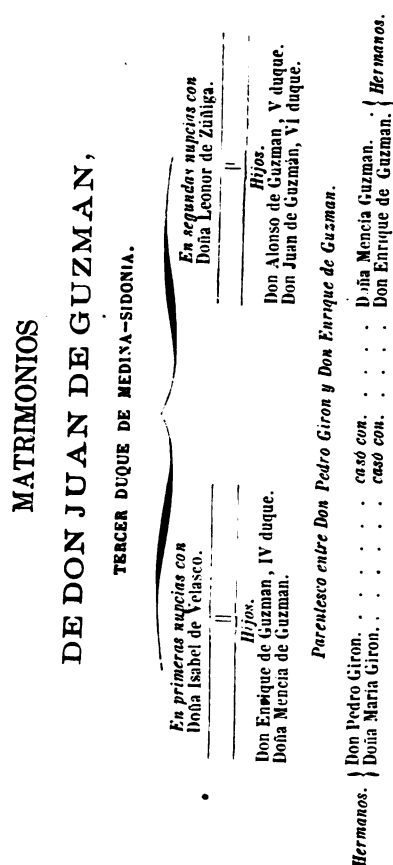 MATRIMONIOS
DE DON JUAN DE GUZMAN,
TERCER DUQUE DE MEDINA-SIDONIA.
En primeras nupcias con
Doña Isabel de Velasco.
Hijos.
Don Enrique de Guzman, IV duque.
Doña Mencia de Guzman.
En segundas nupcias con
Doña Leonor de Zúñiga.
Hijos.
Don Alonso de Guzman, V duque.
Don Juan de Guzmán, VI duque.
Parentesco entre Don Pedro Giron y Don Enrique de Guzman.
Hermanos. } Don Pedro Giron. . . . . . . casó con. . . . . . Doña Mencia Guzman. . { Hermanos.
Doña María Giron. . . . . . . casó con. . . . . . Don Enrique de Guzman.